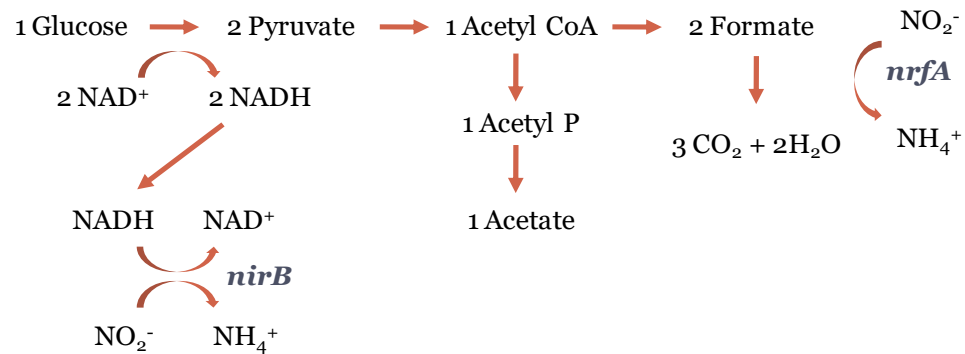 1 Glucose 2 Pyruvate 1 Acetyl CoA 2 Formate NO₂⁻
nrfA
2 NAD⁺ 2 NADH
1 Acetyl P 3 CO₂ + 2H₂O NH₄⁺
NADH NAD⁺ 1 Acetate
nirB
NO₂⁻ NH₄⁺